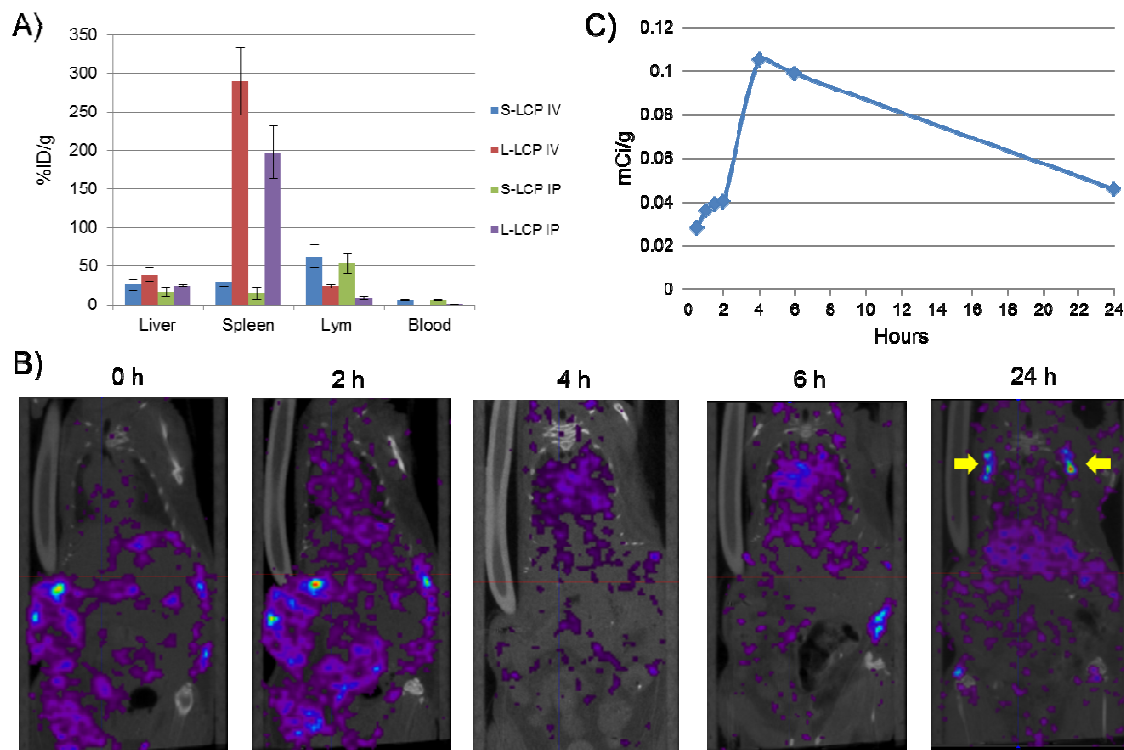 A)
350
300
250
200
150
100
50
0
%ID/g
Liver Spleen Lym Blood
S-LCP IV
L-LCP IV
S-LCP IP
L-LCP IP
C)
0.12
0.1
0.08
0.06
0.04
0.02
0
mCi/g
0 2 4 6 8 10 12 14 16 18 20 22 24
Hours
B)
0 h 2 h 4 h 6 h 24 h